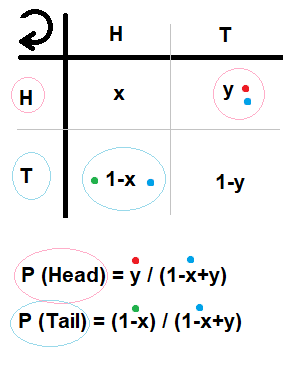 H T
H x y
T 1-x 1-y
P (Head) = y / (1-x+y)
P (Tail) = (1-x) / (1-x+y)